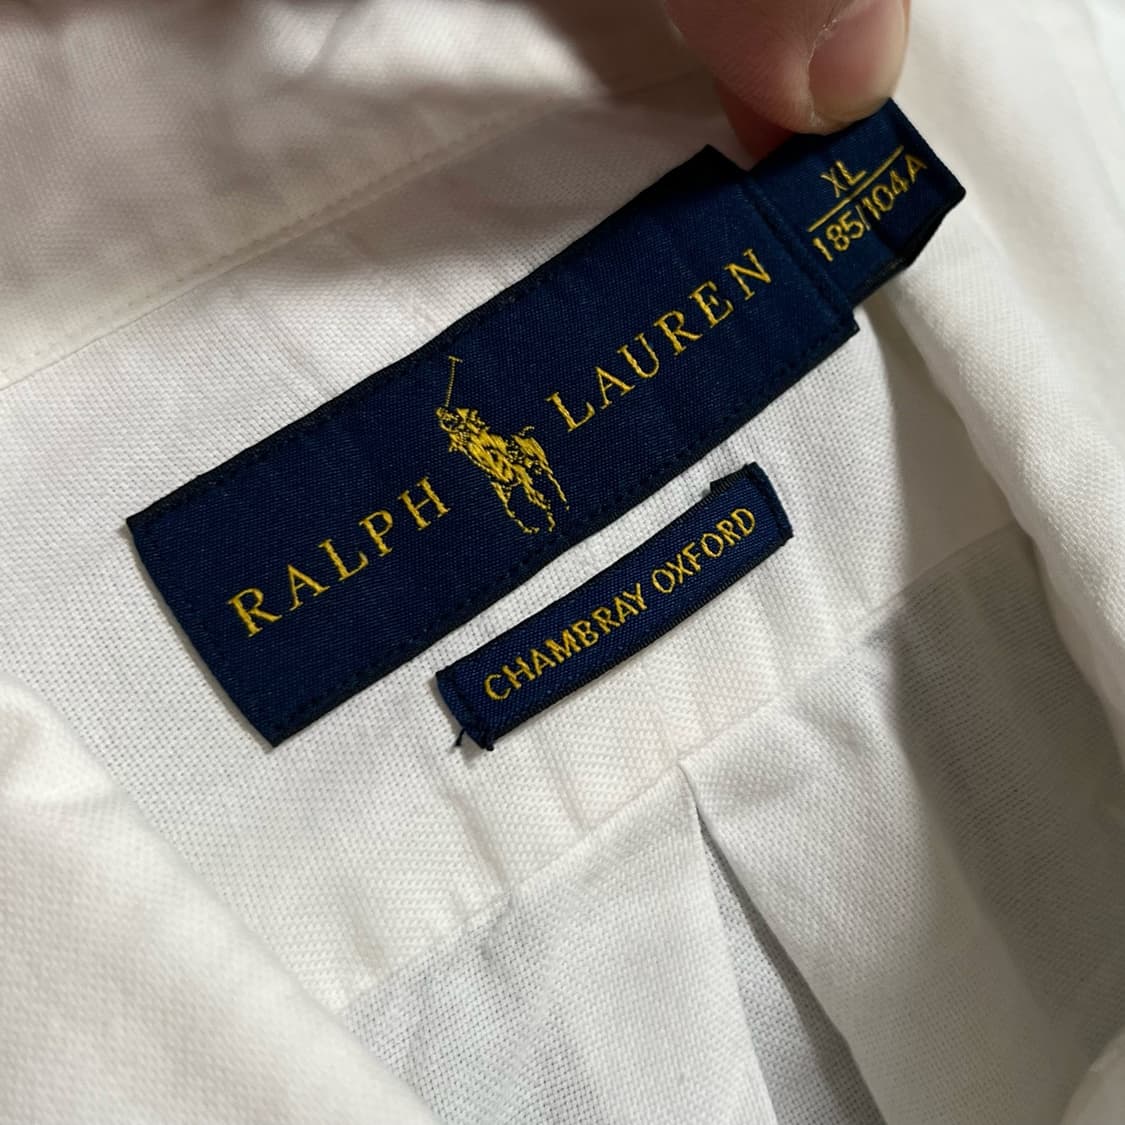 XL
185/104A
RALPH LAUREN
CHAMBRAY OXFORD